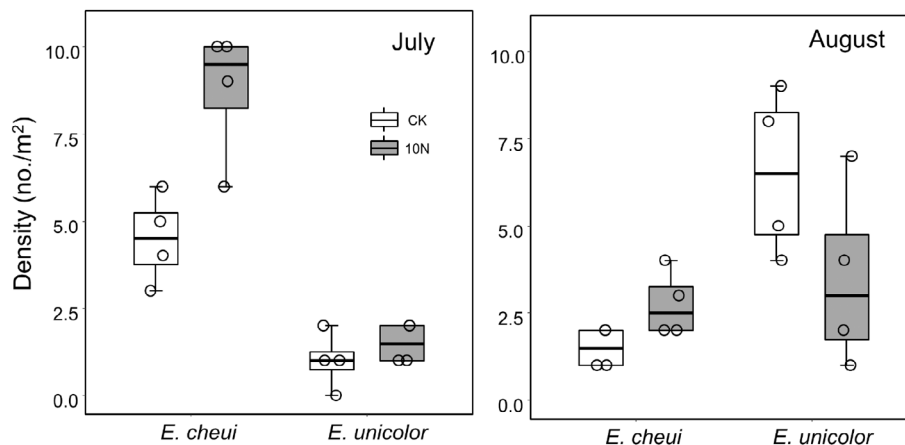 July
August
Density (no./m²)
10.0
7.5
5.0
2.5
0.0
CK
10N
E. cheui
E. unicolor
10.0
7.5
5.0
2.5
0.0
E. cheui
E. unicolor